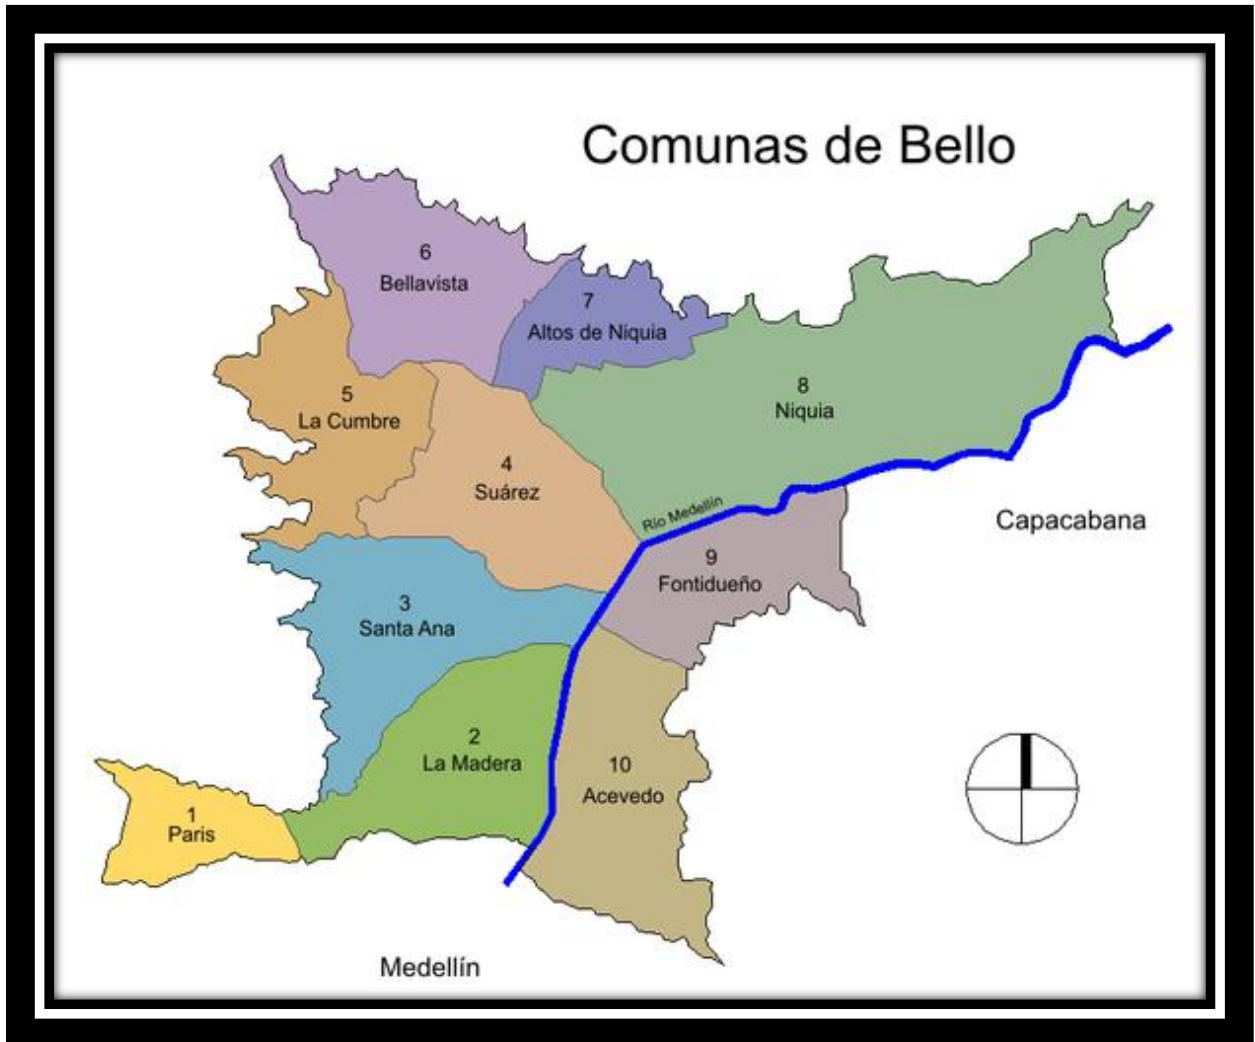 Comunas de Bello
6
Bellavista
7
Altos de Niquia
8
Niquia
5
La Cumbre
4
Suárez
Río Medellín
Capacabana
9
Fontidueño
3
Santa Ana
2
La Madera
10
Acevedo
1
Paris
Medellín